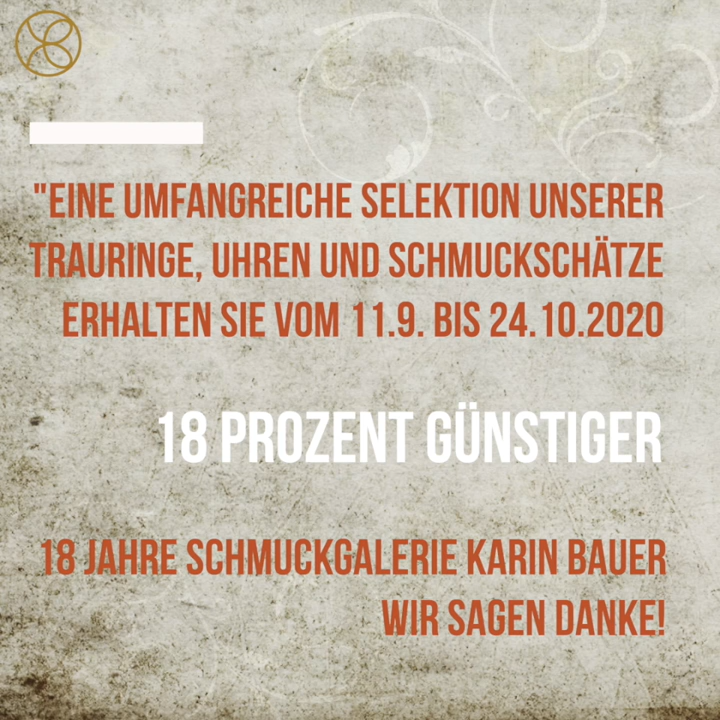 "EINE UMFANGREICHE SELEKTION UNSERER
TRAURINGE, UHREN UND SCHMUCKSCHÄTZE
ERHALTEN SIE VOM 11.9. BIS 24.10.2020
18 PROZENT GÜNSTIGER
18 JAHRE SCHMUCKGALERIE KARIN BAUER
WIR SAGEN DANKE!